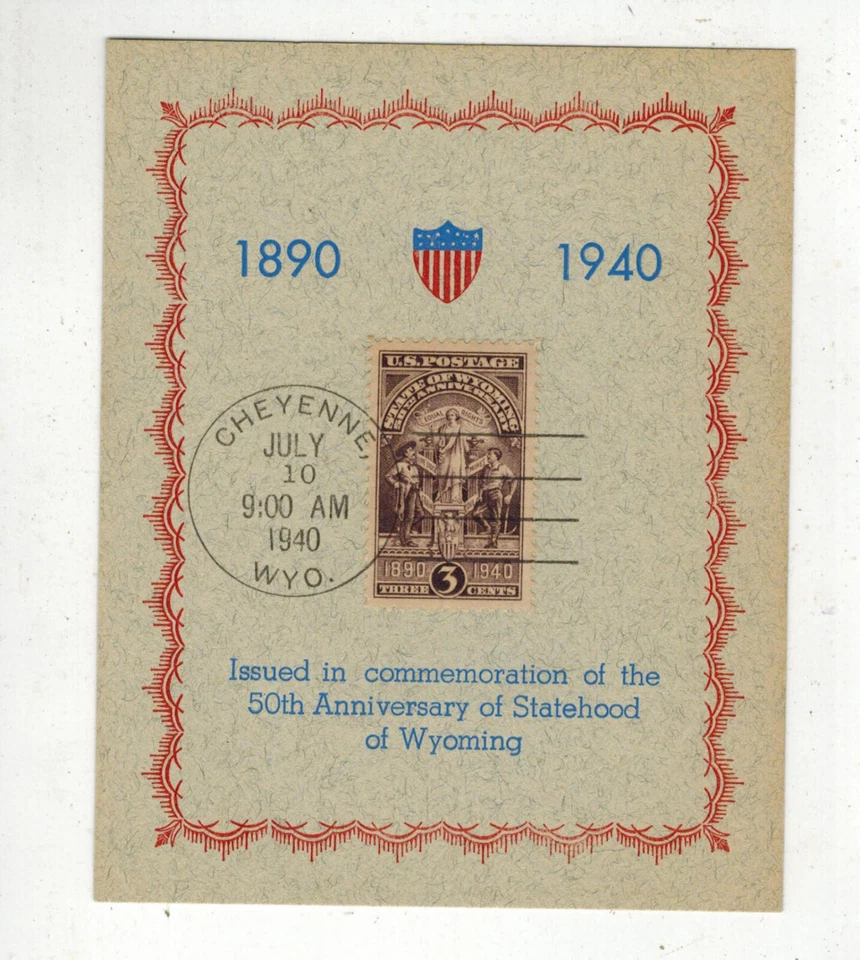 1890 1940
U.S. POSTAGE
STATE OF WYOMING
50TH ANNIVERSARY
EQUAL RIGHTS
1890 1940
3
THREE CENTS
CHEYENNE,
JULY
10
9:00 AM
1940
WYO.
Issued in commemoration of the
50th Anniversary of Statehood
of Wyoming